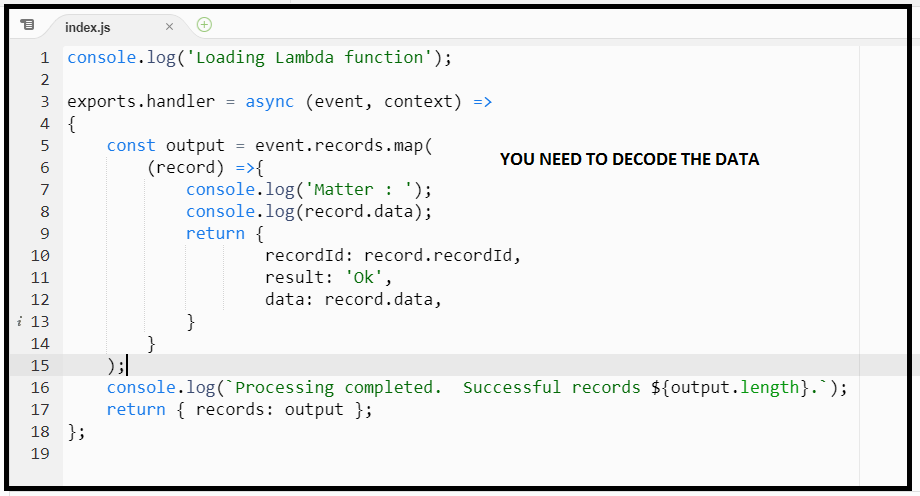 index.js
1 console.log('Loading Lambda function');
2
3 exports.handler = async (event, context) =>
4 {
5 const output = event.records.map(
YOU NEED TO DECODE THE DATA
6 (record) =>{
7 console.log('Matter : ');
8 console.log(record.data);
9 return {
10 recordId: record.recordId,
11 result: 'Ok',
12 data: record.data,
i 13 }
14 }
15 );
16 console.log(`Processing completed.  Successful records ${output.length}.`);
17 return { records: output };
18 };
19